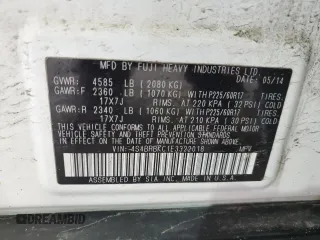 MFD BY FUJI HEAVY INDUSTRIES LTD. 05/14
GVWR: 4585 LB (2080 KG)
GAWR:F 2360 LB (1070 KG) WITH P225/60R17 TIRES.
17X7J RIMS. AT 220 KPA (32 PSI) COLD
GAWR:R 2340 LB (1060 KG) WITH P225/60R17 TIRES.
17X7J RIMS. AT 210 KPA (30 PSI) COLD
THIS VEHICLE CONFORMS TO ALL APPLICABLE FEDERAL
MOTOR VEHICLE SAFETY, BUMPER, AND THEFT PREVENTION
STANDARDS IN EFFECT ON THE DATE OF MANUFACTURE
SHOWN ABOVE.
VIN: MPV
ASSEMBLED BY SIA IN U.S.A.